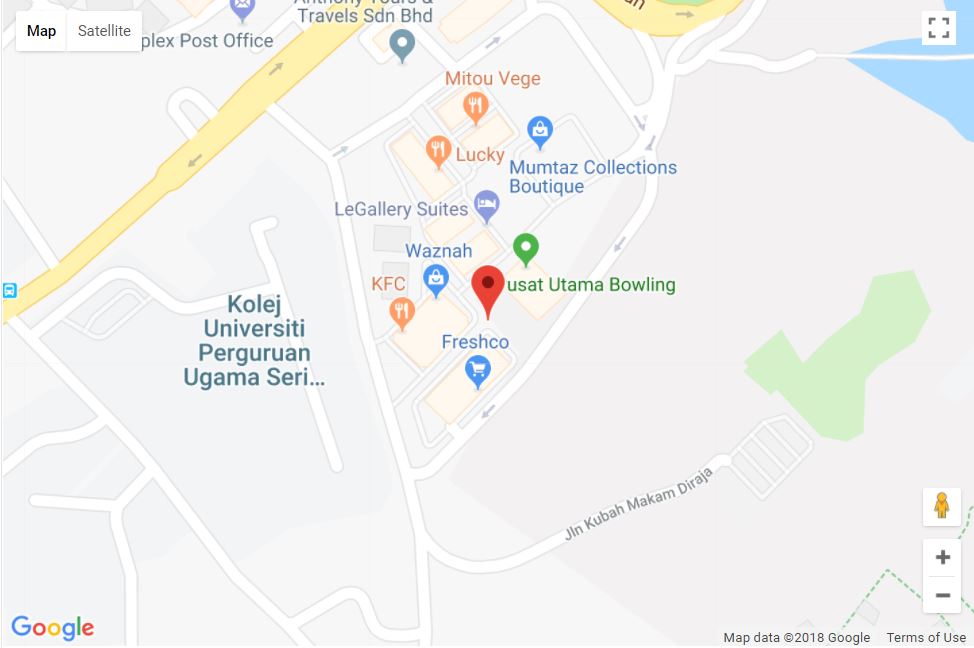 Travels Sdn Bhd
Map
Satellite
plex Post Office
Mitou Vege
Lucky
Mumtaz Collections
Boutique
LeGallery Suites
Waznah
KFC
usat Utama Bowling
Kolej
Universiti
Perguruan
Ugama Seri...
Freshco
Jln Kubah Makam Diraja
Google
Map data ©2018 Google
Terms of Use